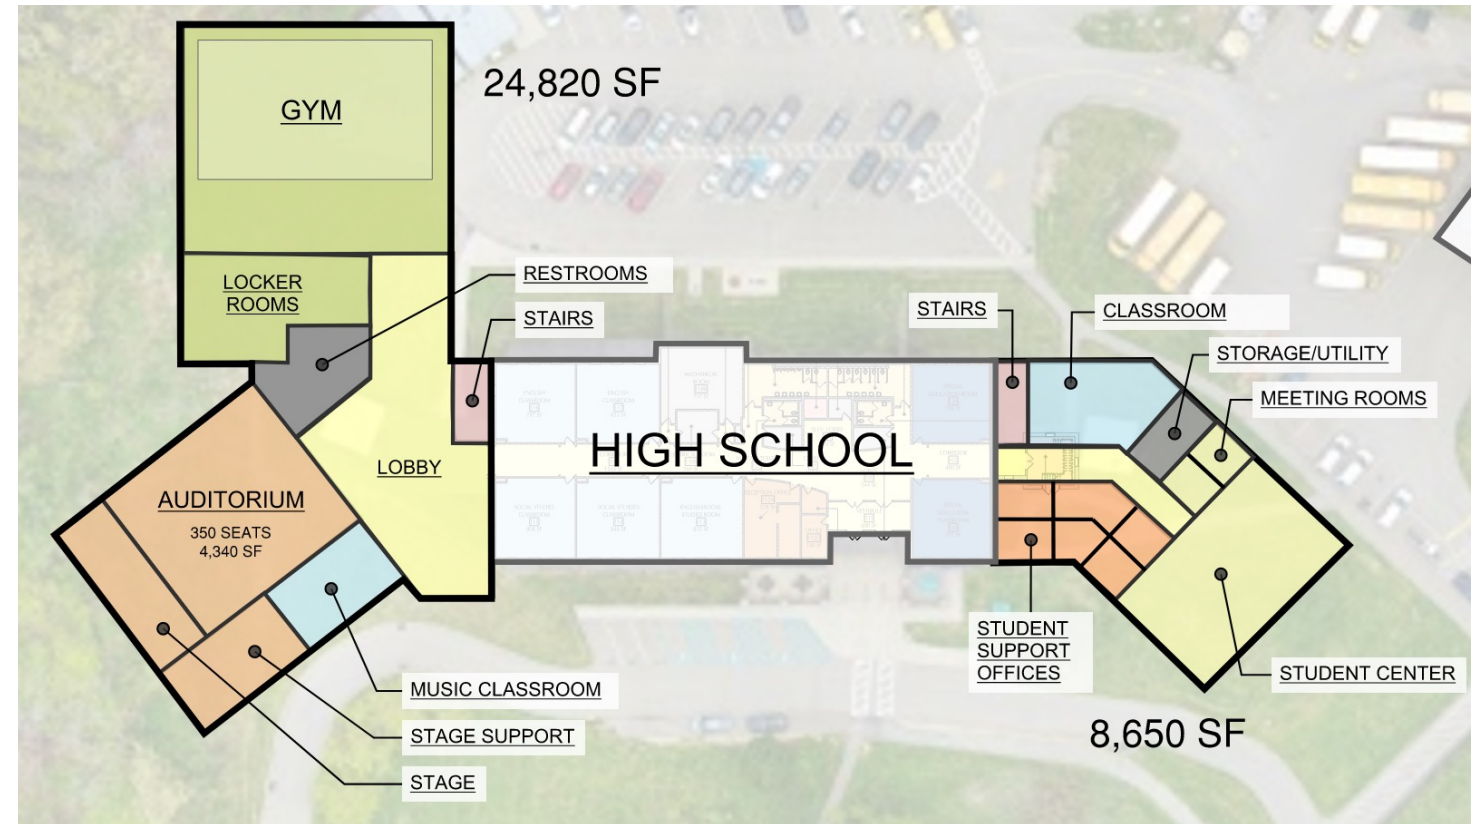 24,820 SF
GYM
LOCKER
ROOMS
RESTROOMS
STAIRS
STAIRS
CLASSROOM
STORAGE/UTILITY
MEETING ROOMS
HIGH SCHOOL
LOBBY
AUDITORIUM
350 SEATS
4,340 SF
STUDENT
SUPPORT
OFFICES
STUDENT CENTER
MUSIC CLASSROOM
STAGE SUPPORT
STAGE
8,650 SF